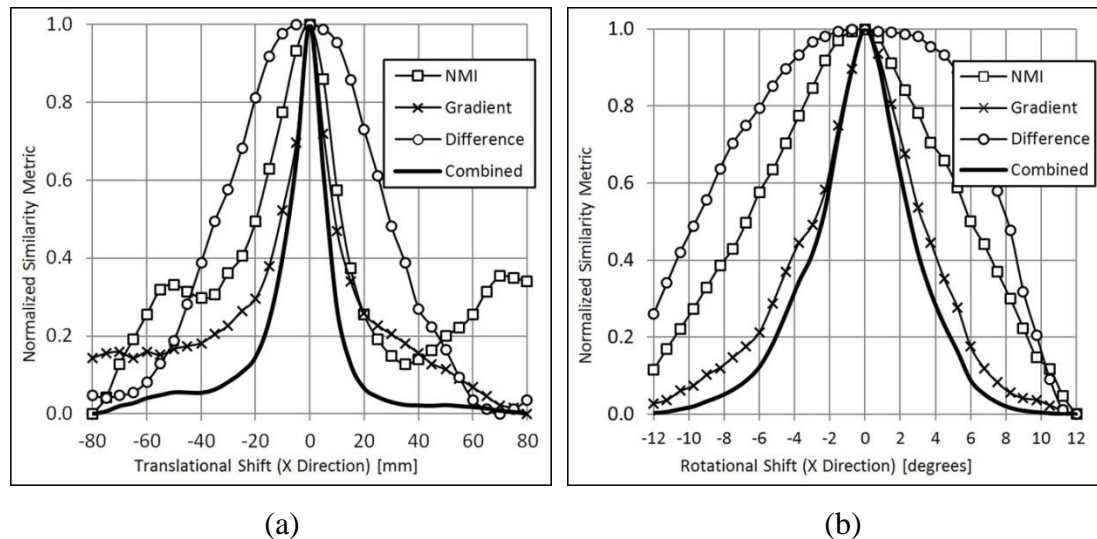 1.0
0.8
0.6
0.4
0.2
0.0
Normalized Similarity Metric
NMI
Gradient
Difference
Combined
-80 -60 -40 -20 0 20 40 60 80
Translational Shift (X Direction) [mm]
(a)
1.0
0.8
0.6
0.4
0.2
0.0
Normalized Similarity Metric
NMI
Gradient
Difference
Combined
-12 -10 -8 -6 -4 -2 0 2 4 6 8 10 12
Rotational Shift (X Direction) [degrees]
(b)